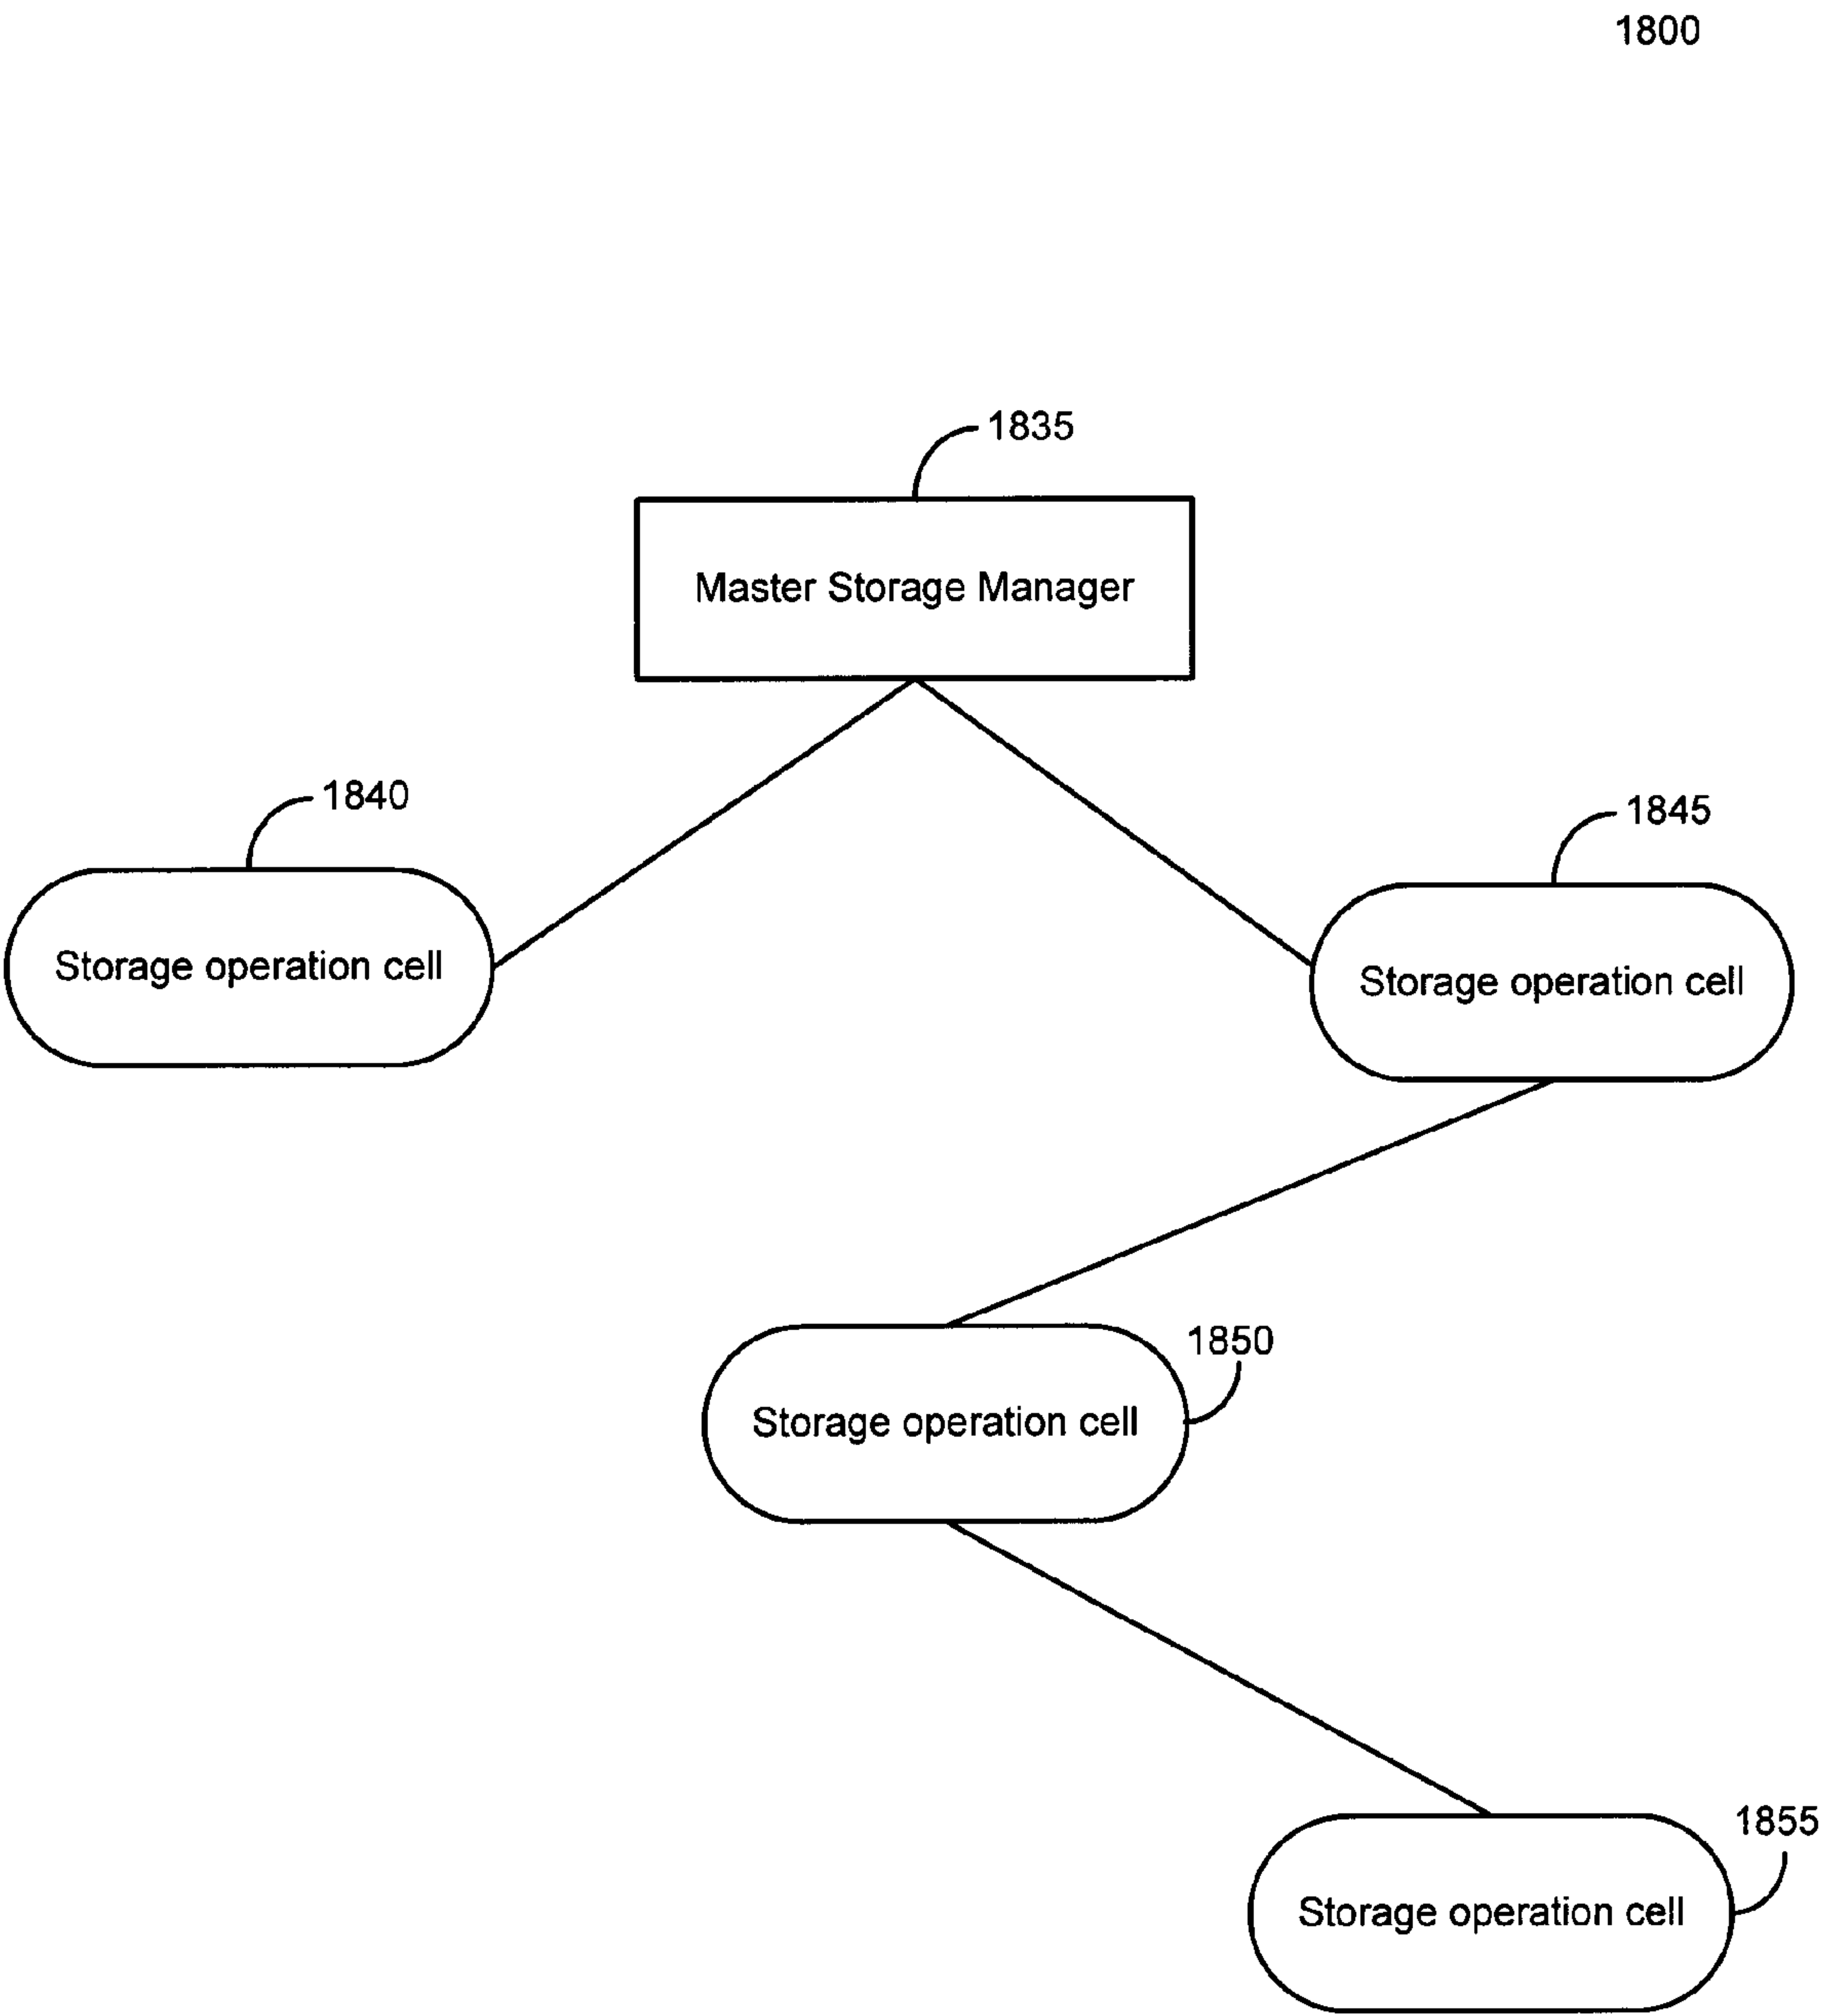 1800
1835
Master Storage Manager
1840
1845
Storage operation cell
Storage operation cell
1850
Storage operation cell
1855
Storage operation cell